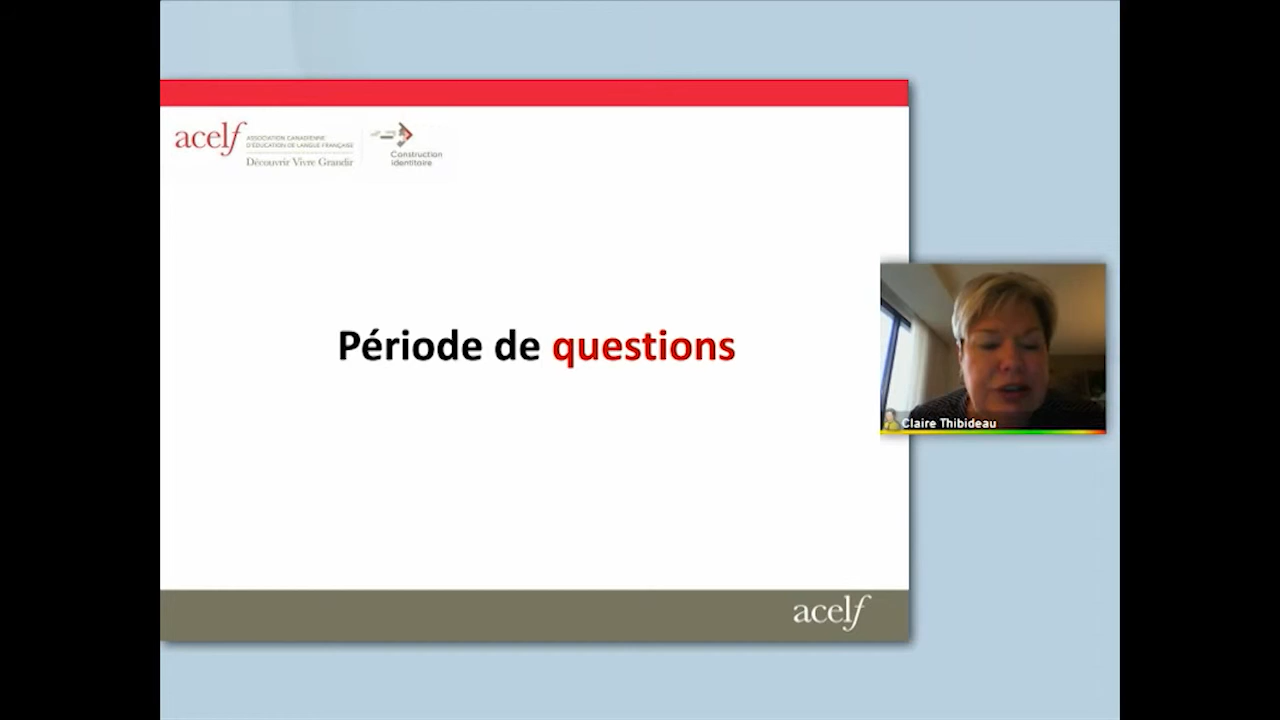 acelf
ASSOCIATION CANADIENNE
D'ÉDUCATION DE LANGUE FRANÇAISE
Découvrir Vivre Grandir
Construction
identitaire
Période de questions
Claire Thibideau
acelf